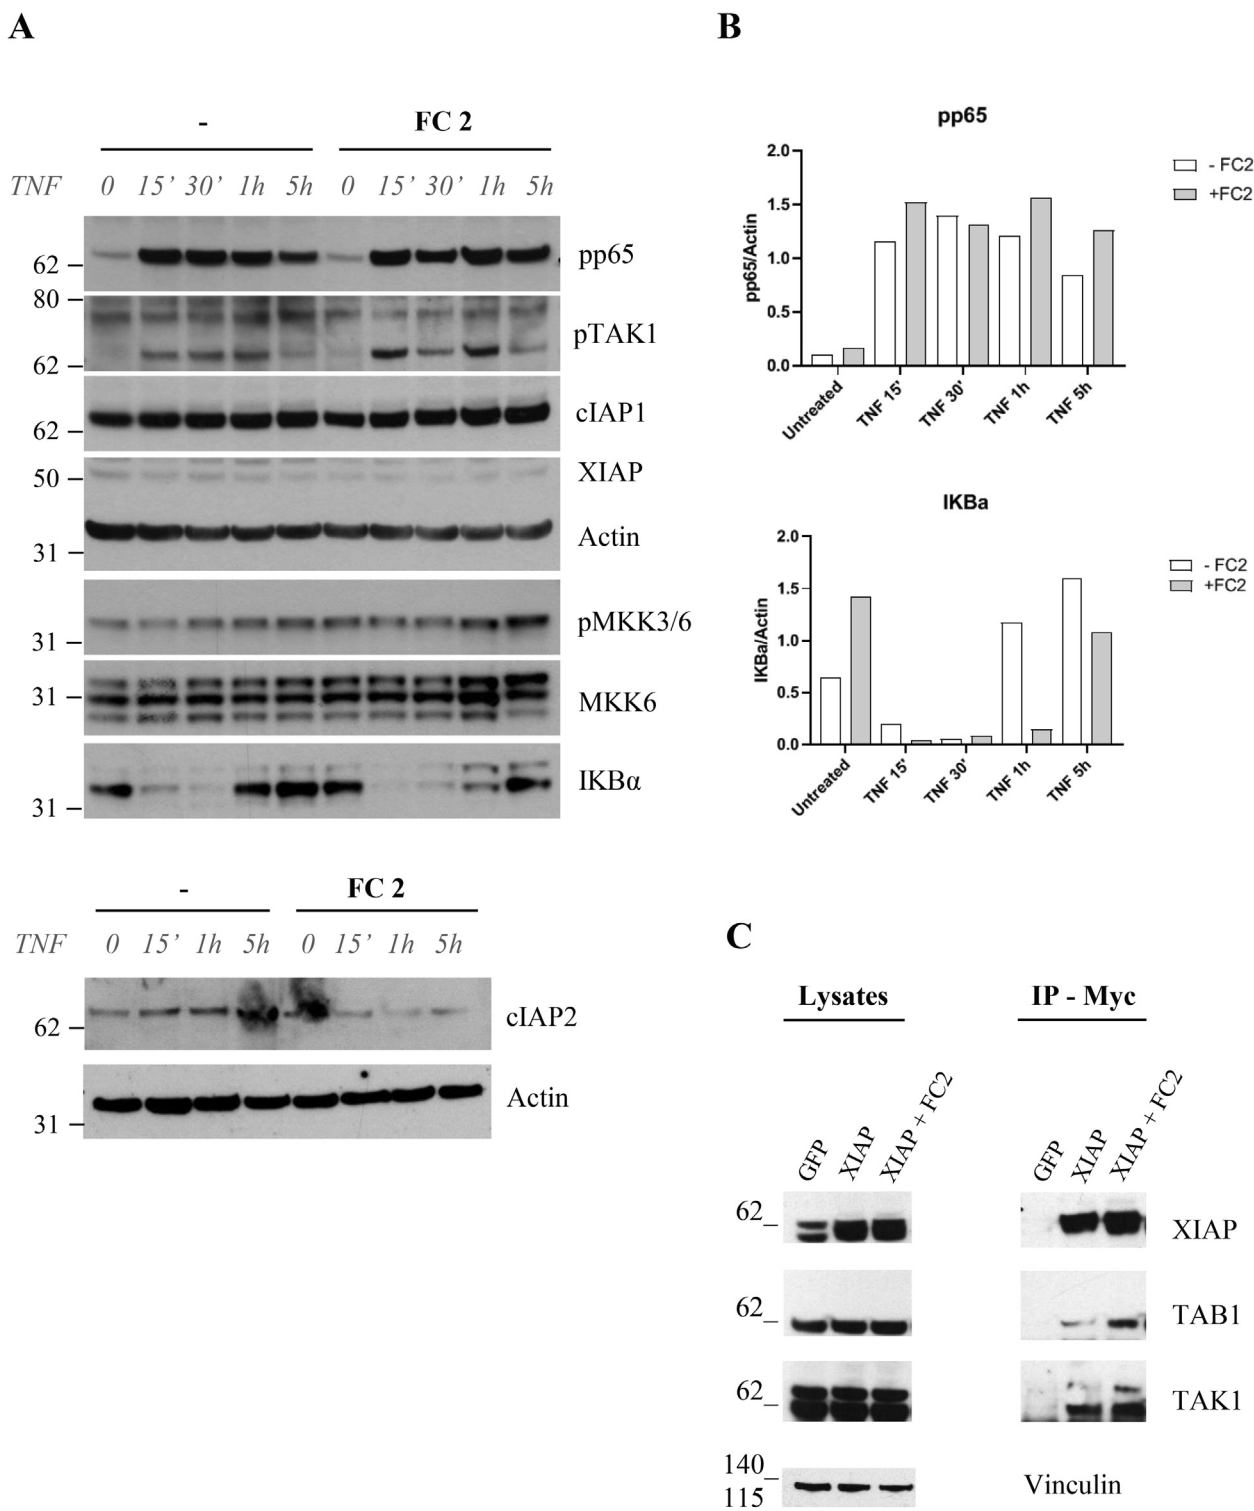 A
- FC 2
TNF 0 15’ 30’ 1h 5h 0 15’ 30’ 1h 5h
62 – pp65
80 –
pTAK1
62 –
cIAP1
62 –
XIAP
50 –
Actin
31 –
pMKK3/6
31 –
31 – MKK6
IKBα
31 –
- FC 2
TNF 0 15’ 1h 5h 0 15’ 1h 5h
cIAP2
62 –
Actin
31 –
B
pp65
pp65/Actin
2.0
1.5
1.0
0.5
0.0
Untreated
TNF 15'
TNF 30'
TNF 1h
TNF 5h
- FC2
+FC2
IKBa
IKBa/Actin
2.0
1.5
1.0
0.5
0.0
Untreated
TNF 15'
TNF 30'
TNF 1h
TNF 5h
- FC2
+FC2
C
Lysates IP - Myc
GFP XIAP XIAP + FC2 GFP XIAP XIAP + FC2
62_ XIAP
62_ TAB1
62_ TAK1
140_
115 Vinculin